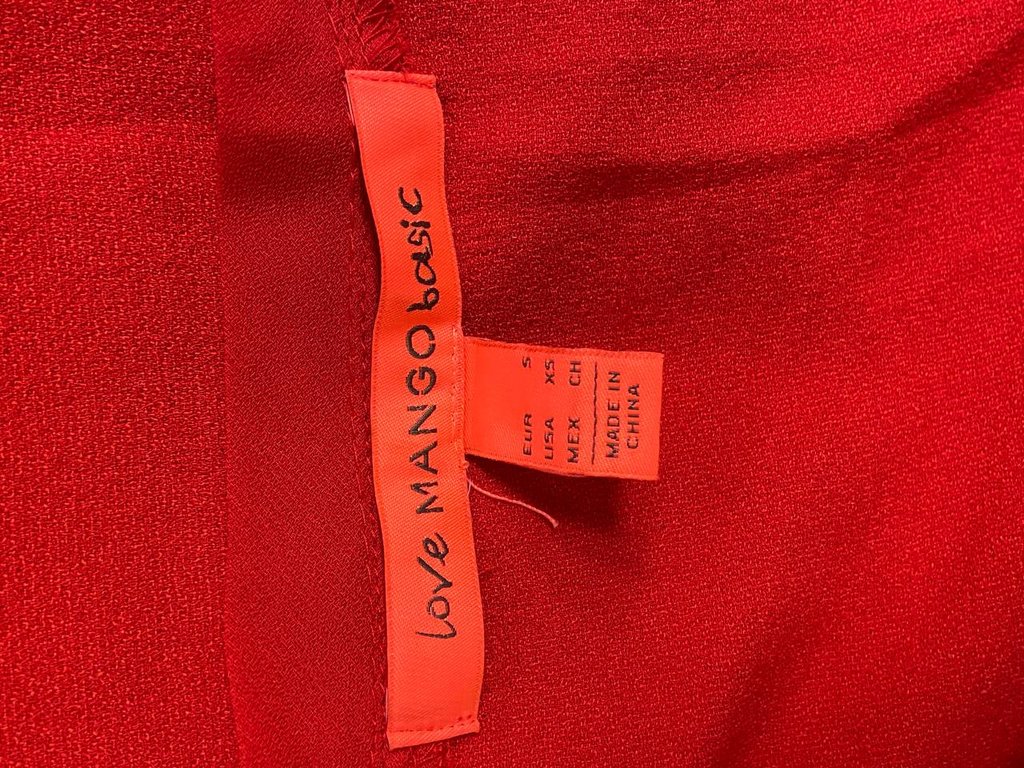 love MANGO basic
EUR S
USA XS
MEX CH
MADE IN
CHINA